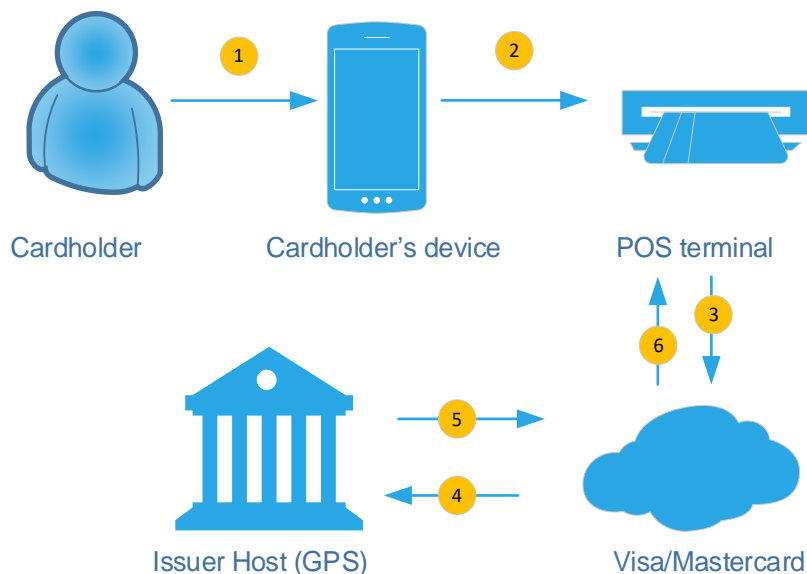 1
2
Cardholder
Cardholder's device
POS terminal
3
6
5
4
Issuer Host (GPS)
Visa/Mastercard